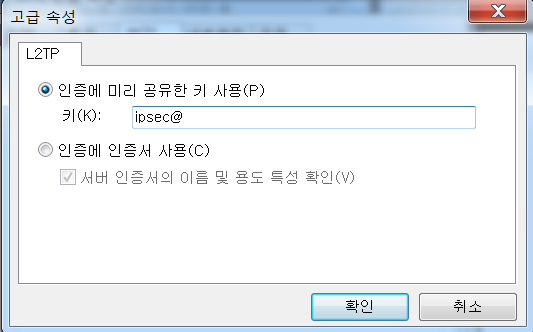 고급 속성
L2TP
인증에 미리 공유한 키 사용(P)
키(K): ipsec@
인증에 인증서 사용(C)
서버 인증서의 이름 및 용도 특성 확인(V)
확인 취소